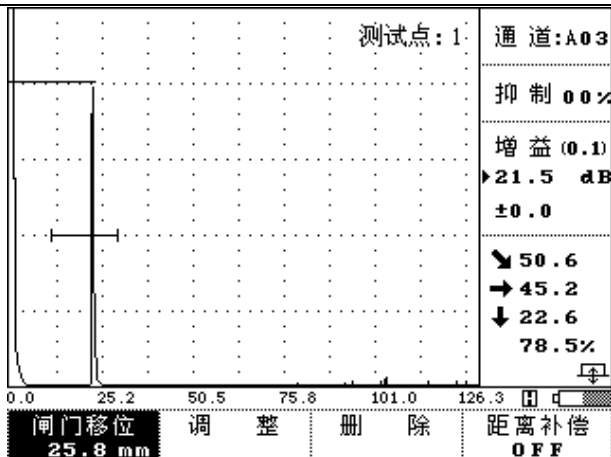 测试点:1
通 道:A03
抑 制 00%
增 益 (0.1)
▶21.5 dB
±0.0
↘ 50.6
→ 45.2
↓ 22.6
78.5%
0.0 25.2 50.5 75.8 101.0 126.3 H
闸门移位 调 整 删 除 距离补偿
25.8 mm OFF